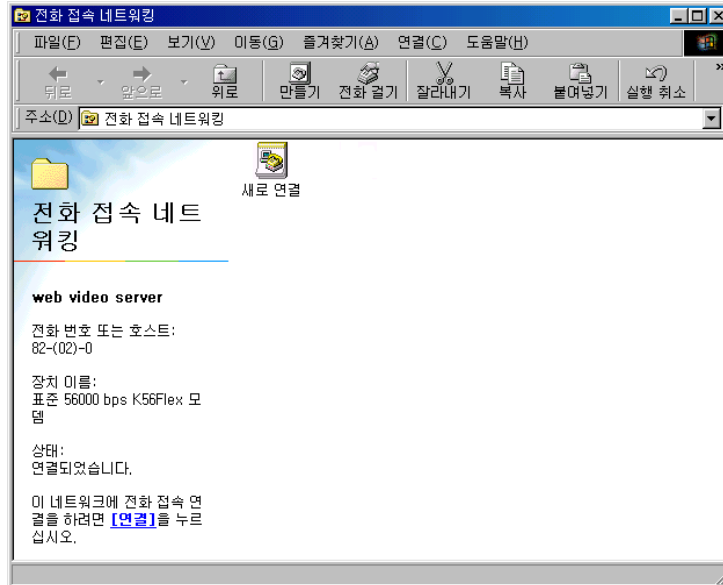 전화 접속 네트워킹
파일(F) 편집(E) 보기(V) 이동(G) 즐겨찾기(A) 연결(C) 도움말(H)
뒤로 앞으로 위로 만들기 전화 걸기 잘라내기 복사 붙여넣기 실행 취소 »
주소(D) 전화 접속 네트워킹
새로 연결
전화 접속 네트
워킹
web video server
전화 번호 또는 호스트:
82-(02)-0
장치 이름:
표준 56000 bps K56Flex 모
뎀
상태:
연결되었습니다.
이 네트워크에 전화 접속 연
결을 하려면 [연결]을 누르
십시오.